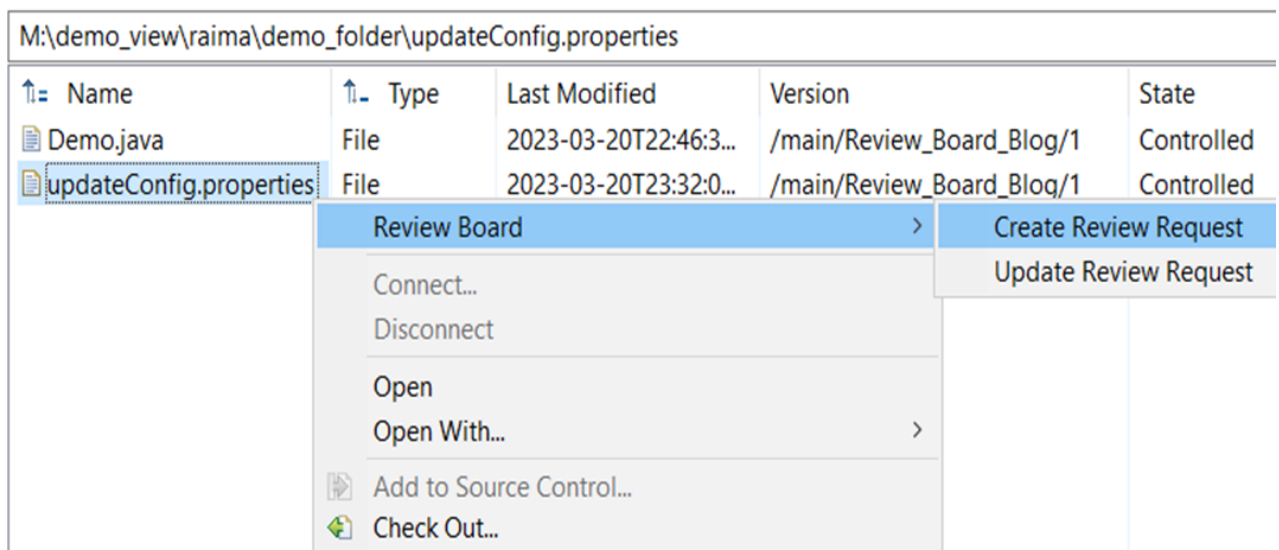 M:\demo_view\raima\demo_folder\updateConfig.properties
Name Type Last Modified Version State
Demo.java File 2023-03-20T22:46:3... /main/Review_Board_Blog/1 Controlled
updateConfig.properties File 2023-03-20T23:32:0... /main/Review_Board_Blog/1 Controlled
Review Board Create Review Request
Update Review Request
Connect...
Disconnect
Open
Open With...
Add to Source Control...
Check Out...